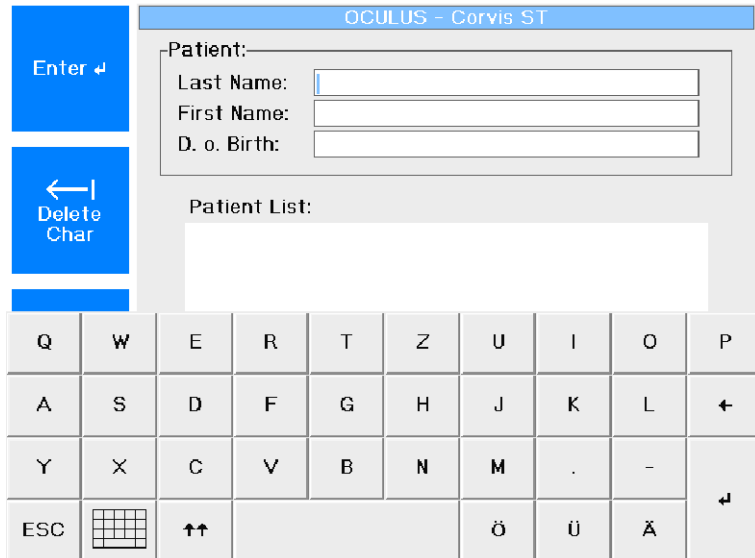 OCULUS - Corvis ST
Enter ↲
Patient:
Last Name:
First Name:
D. o. Birth:
Delete
Char
Patient List:
Q W E R T Z U I O P
A S D F G H J K L ←
Y X C V B N M . - ↲
ESC ↑↑ Ö Ü Ä